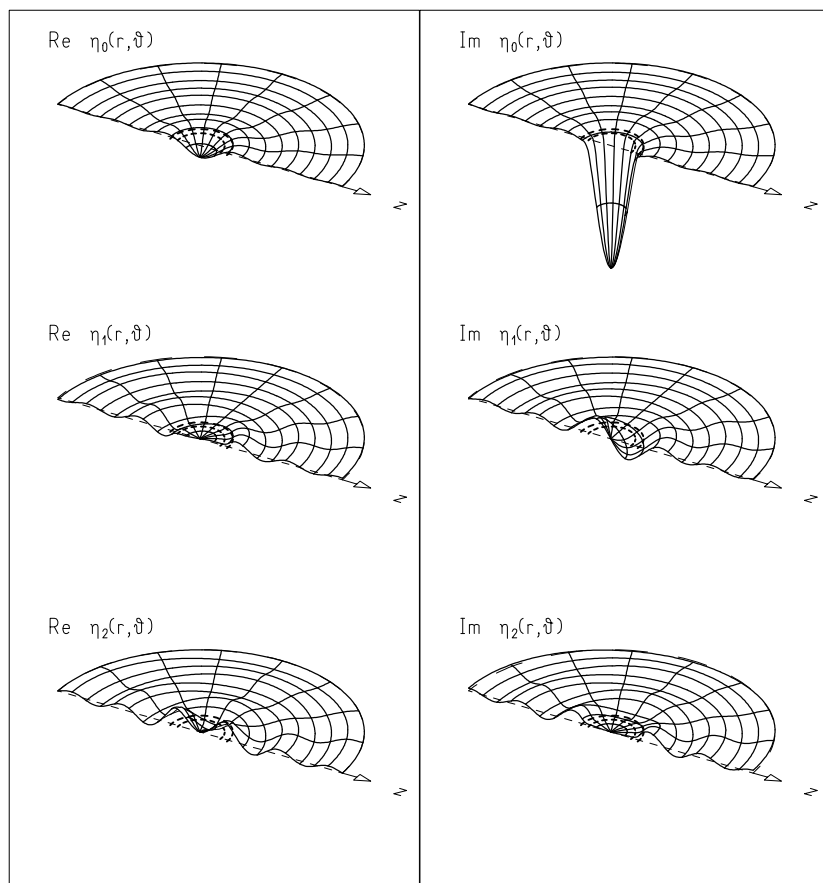 Re η₀(r,ϑ)
Im η₀(r,ϑ)
z
z
Re η₁(r,ϑ)
Im η₁(r,ϑ)
z
z
Re η₂(r,ϑ)
Im η₂(r,ϑ)
z
z